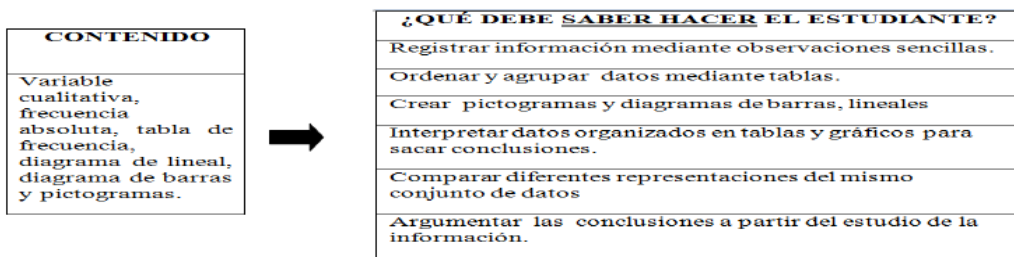 CONTENIDO
Variable
cualitativa,
frecuencia
absoluta, tabla de
frecuencia,
diagrama de lineal,
diagrama de barras
y pictogramas.
¿QUÉ DEBE SABER HACER EL ESTUDIANTE?
Registrar información mediante observaciones sencillas.
Ordenar y agrupar datos mediante tablas.
Crear pictogramas y diagramas de barras, lineales
Interpretar datos organizados en tablas y gráficos para
sacar conclusiones.
Comparar diferentes representaciones del mismo
conjunto de datos
Argumentar las conclusiones a partir del estudio de la
información.